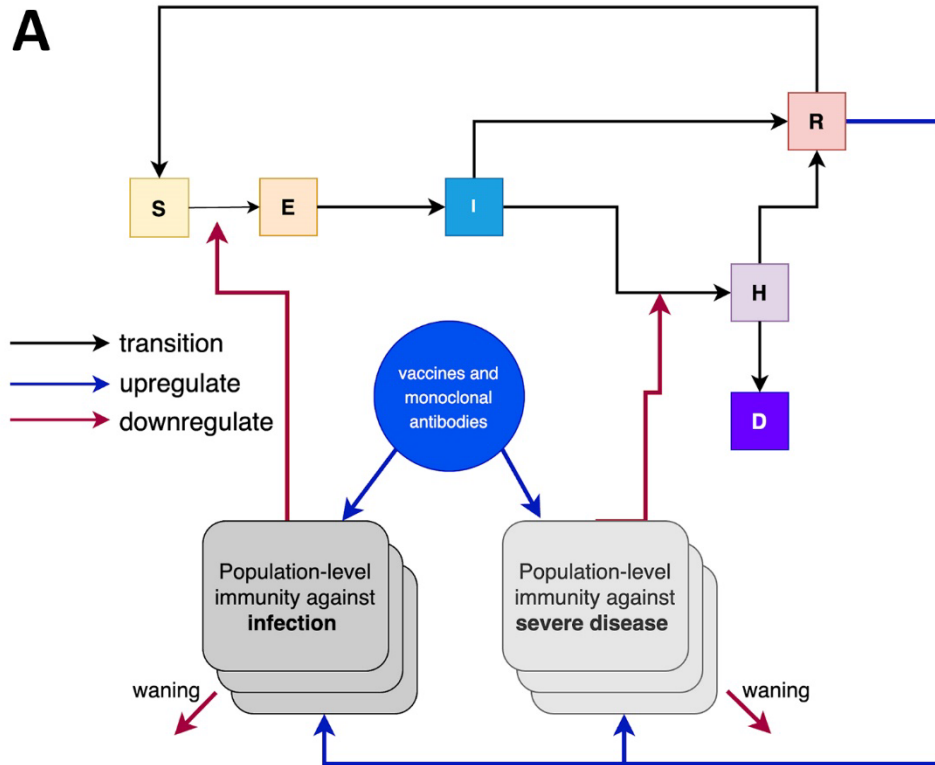 A
R
S
E
I
H
transition
upregulate
downregulate
vaccines and
monoclonal
antibodies
D
Population-level
immunity against
infection
Population-level
immunity against
severe disease
waning
waning